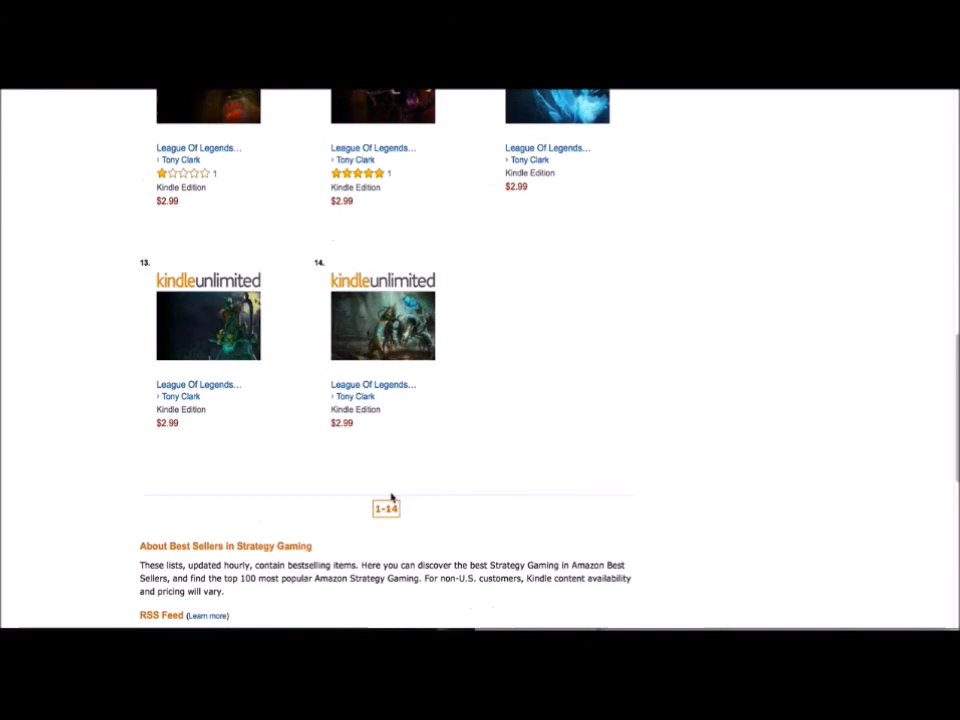 League Of Legends...
› Tony Clark
1
Kindle Edition
$2.99
League Of Legends...
› Tony Clark
1
Kindle Edition
$2.99
League Of Legends...
› Tony Clark
Kindle Edition
$2.99
13.
kindleunlimited
League Of Legends...
› Tony Clark
Kindle Edition
$2.99
14.
kindleunlimited
League Of Legends...
› Tony Clark
Kindle Edition
$2.99
1-14
About Best Sellers in Strategy Gaming
These lists, updated hourly, contain bestselling items. Here you can discover the best Strategy Gaming in Amazon Best
Sellers, and find the top 100 most popular Amazon Strategy Gaming. For non-U.S. customers, Kindle content availability
and pricing will vary.
RSS Feed (Learn more)